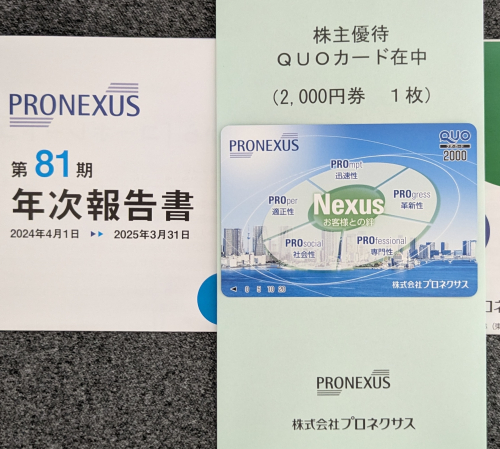 PRONEXUS
第81期
年次報告書
2024年4月1日 ▶▶ 2025年3月31日
株主優待
QUOカード在中
(2,000円券 1枚)
PRONEXUS
QUO
2000
PROmpt
迅速性
PROper
適正性
PROgress
革新性
Nexus
お客様との絆
PROsocial
社会性
PROfessional
専門性
◀ 0 5 10 20
株式会社プロネクサス
PRONEXUS
株式会社プロネクサス